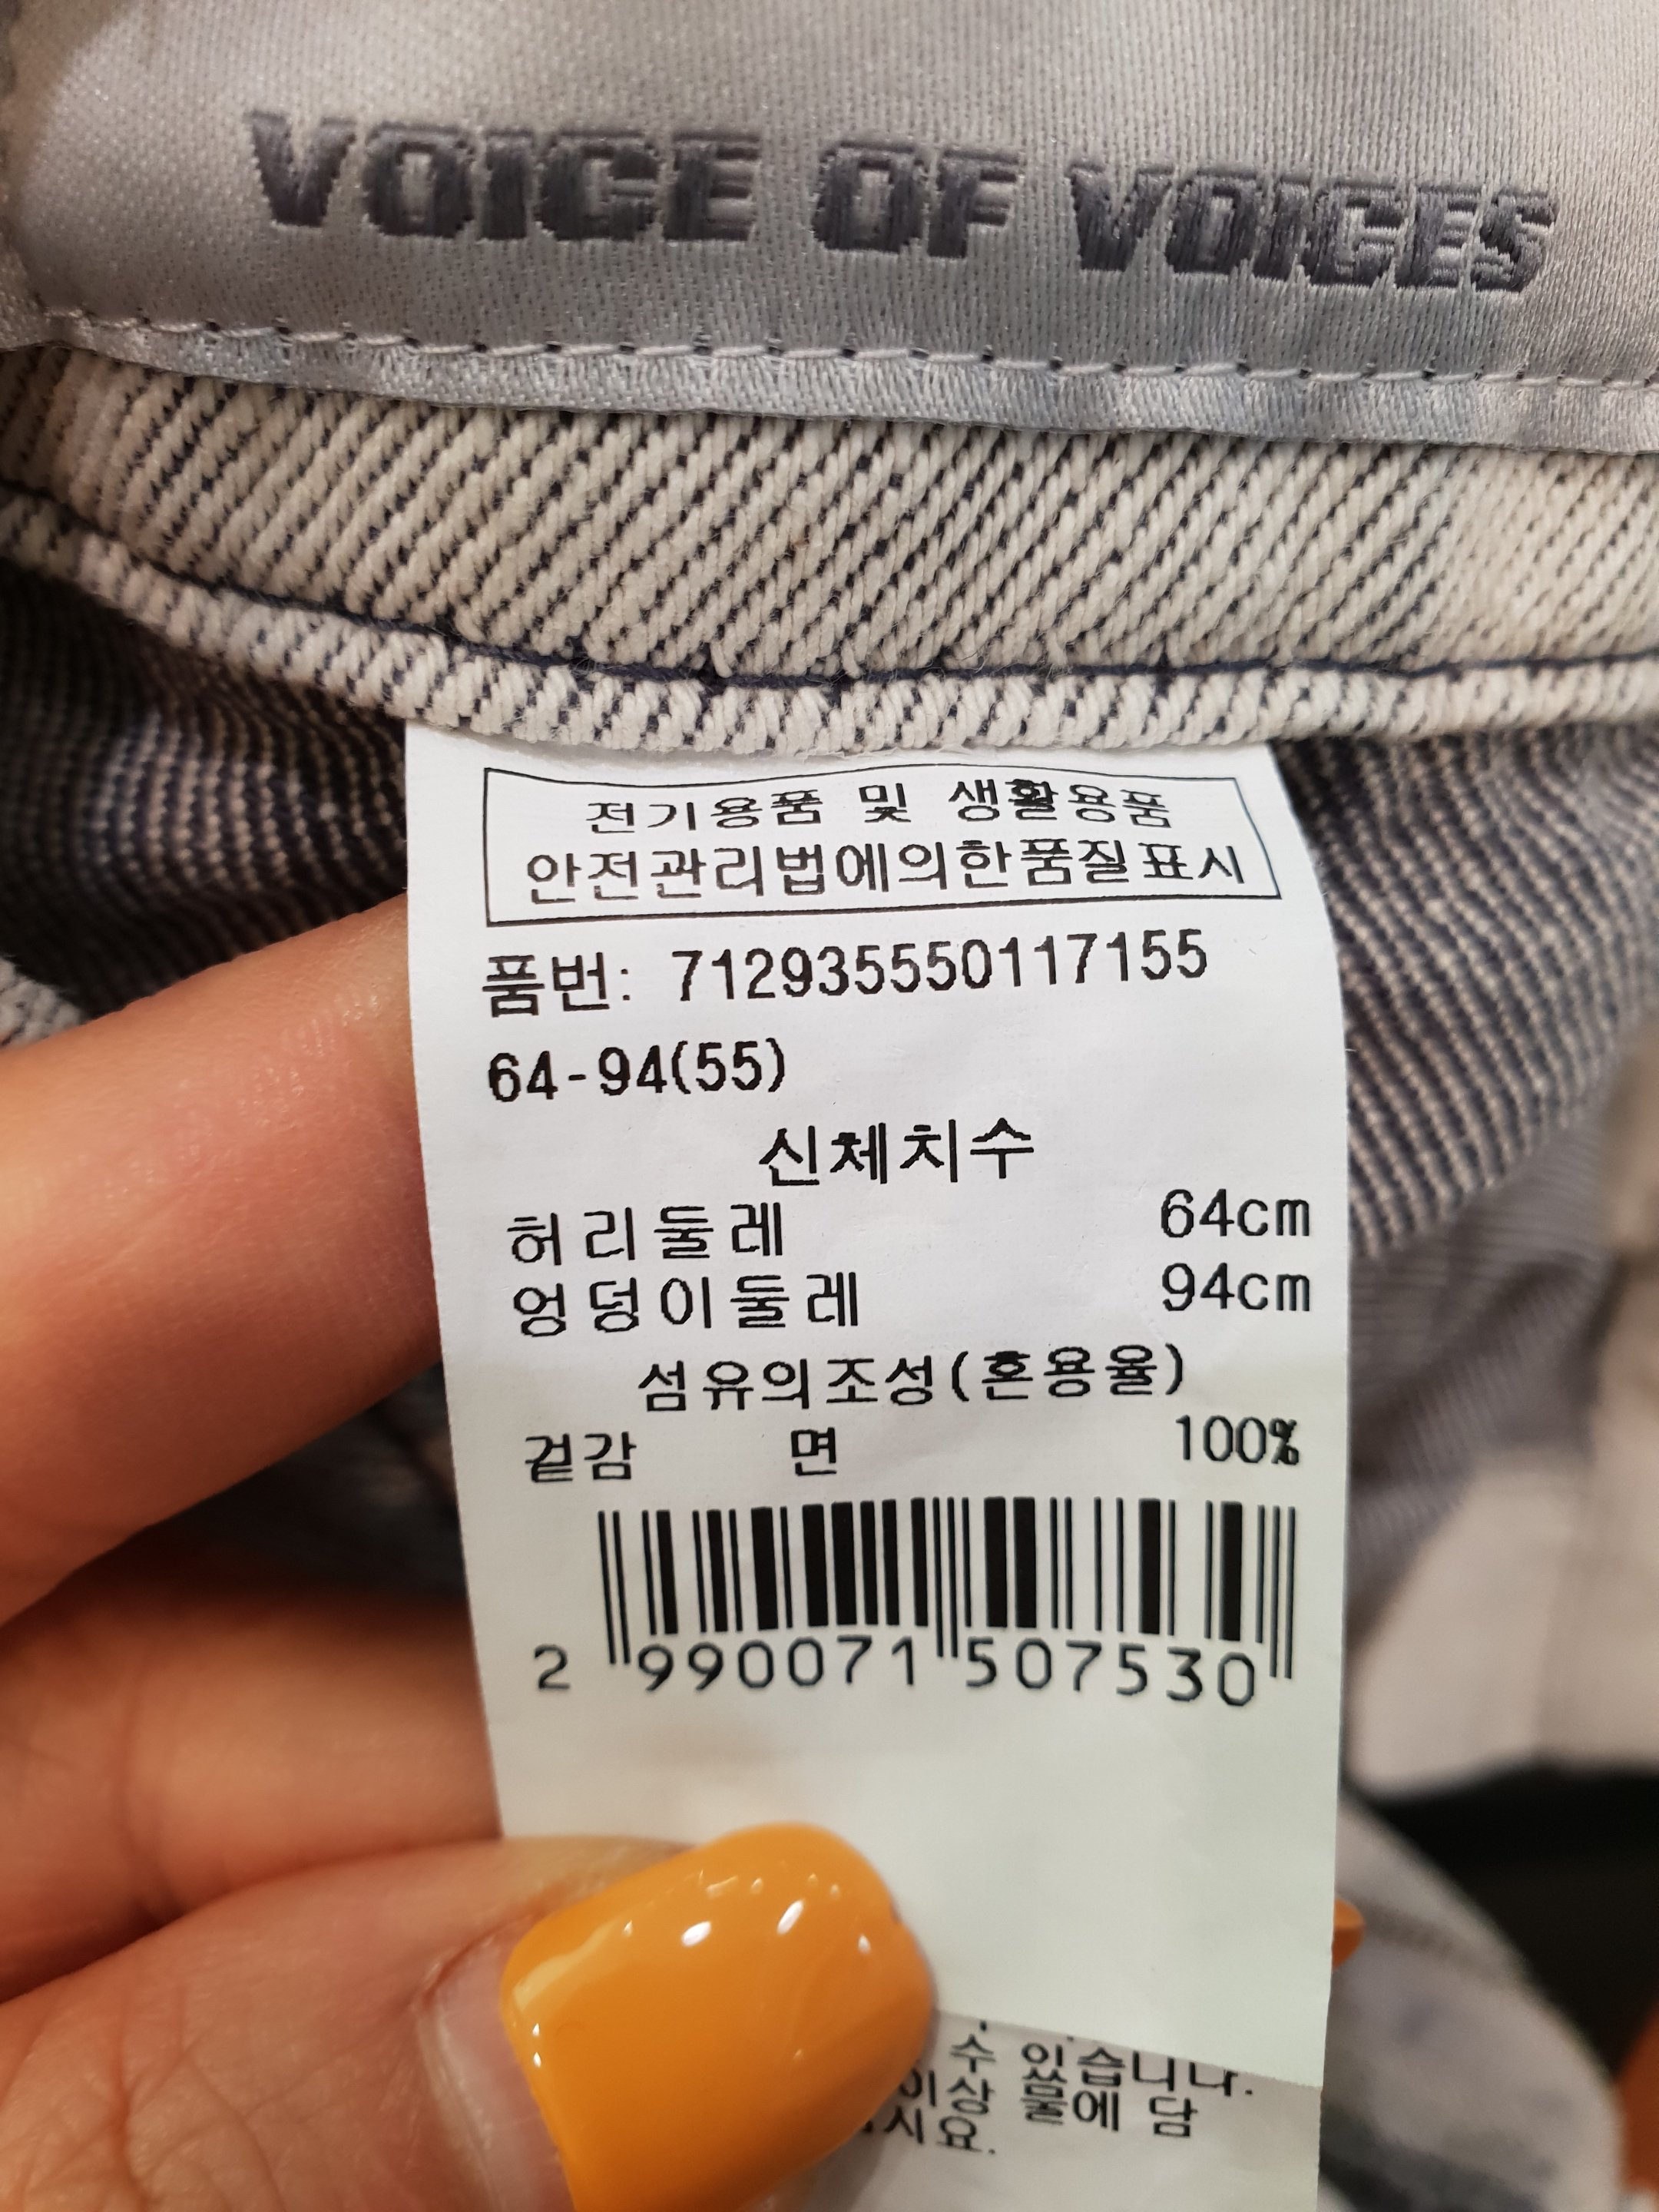 VOICE OF VOICES
전기용품 및 생활용품
안전관리법에의한품질표시
품번: 712935550117155
64-94(55)
신체치수
허리둘레 64cm
엉덩이둘레 94cm
섬유의조성(혼용율)
겉감 면 100%
2 990071 507530
수 있습니다.
이상 물에 담
시요.